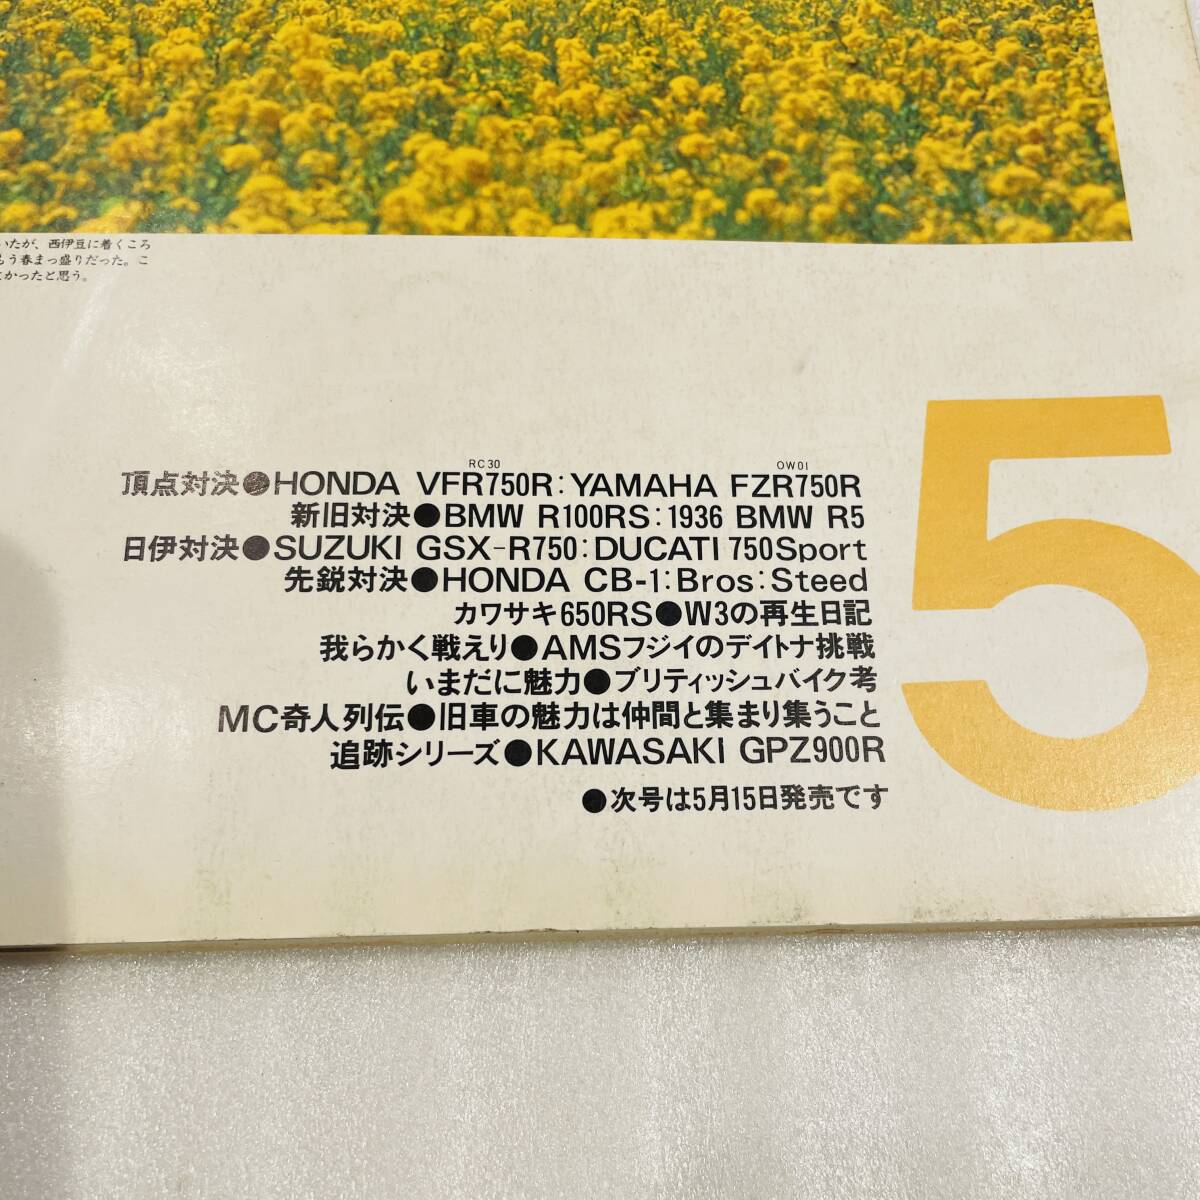 いたが、西伊豆に着くころ
もう春まっ盛りだった。こ
かったと思う。
RC30 OW01
頂点対決●HONDA VFR750R:YAMAHA FZR750R
新旧対決●BMW R100RS:1936 BMW R5
日伊対決●SUZUKI GSX-R750:DUCATI 750Sport
先鋭対決●HONDA CB-1:Bros:Steed
カワサキ650RS●W3の再生日記
我らかく戦えり●AMSフジイのデイトナ挑戦
いまだに魅力●ブリティッシュバイク考
MC奇人列伝●旧車の魅力は仲間と集まり集うこと
追跡シリーズ●KAWASAKI GPZ900R
●次号は5月15日発売です
5